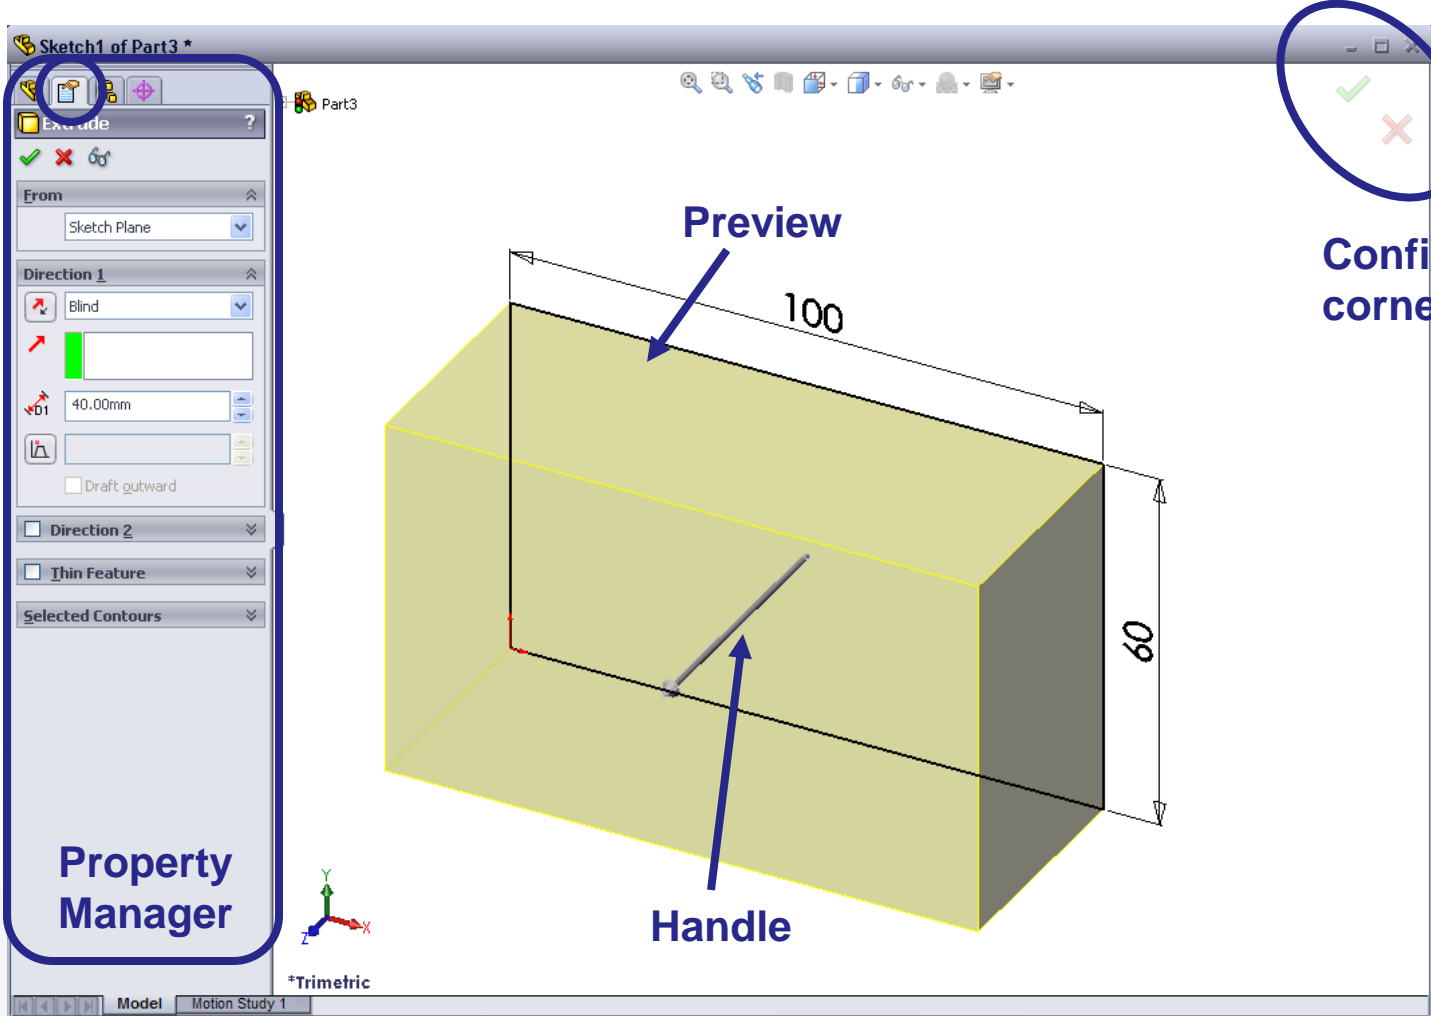 Sketch1 of Part3 *
Extrude
?
From
Sketch Plane
Direction 1
Blind
D1
40.00mm
Draft outward
Direction 2
Thin Feature
Selected Contours
Property
Manager
Part3
Preview
100
60
Handle
Confi
corne
Y
X
Z
*Trimetric
Model
Motion Study 1